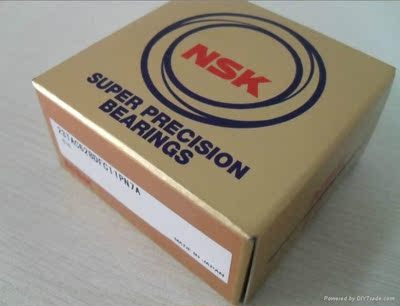 NSK
SUPER PRECISION
BEARINGS
MADE IN JAPAN
Powered by DIYTrade.com